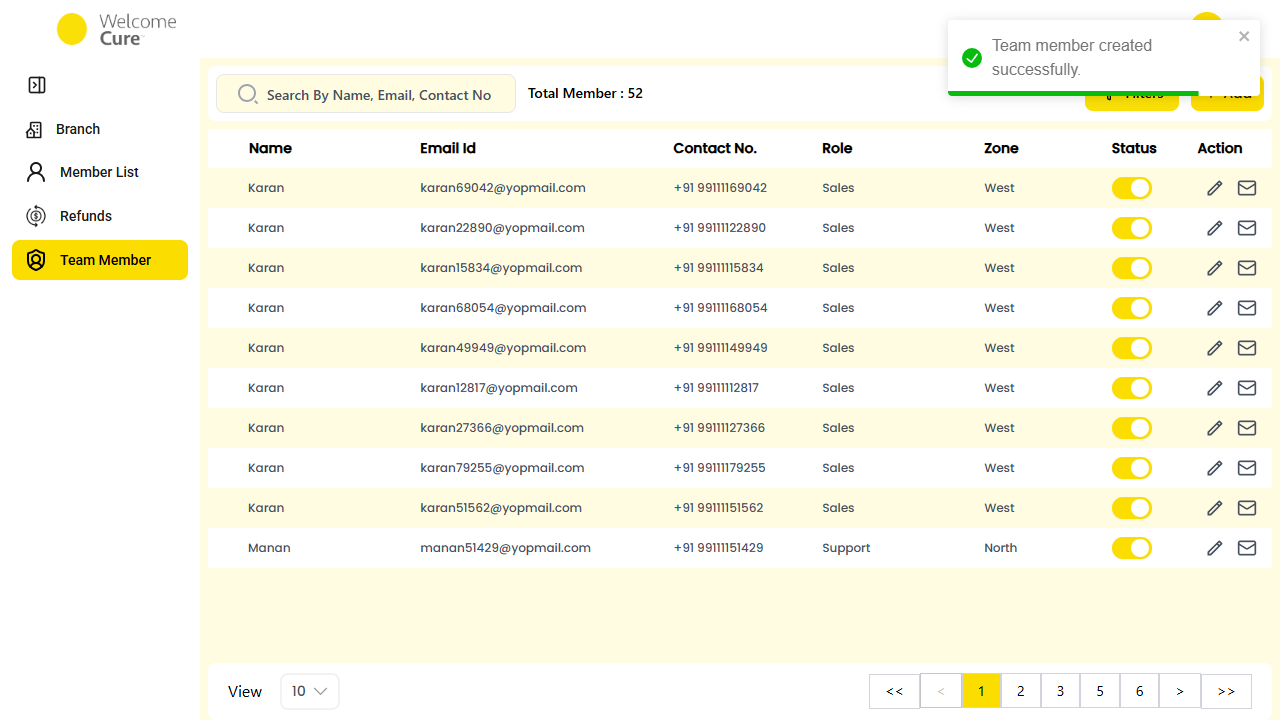 Welcome
Cure™
Team member created
successfully.
Search By Name, Email, Contact No
Total Member : 52
Filters
Add
Branch
Member List
Refunds
Team Member
Name Email Id Contact No. Role Zone Status Action
Karan karan69042@yopmail.com +91 99111169042 Sales West
Karan karan22890@yopmail.com +91 99111122890 Sales West
Karan karan15834@yopmail.com +91 99111115834 Sales West
Karan karan68054@yopmail.com +91 99111168054 Sales West
Karan karan49949@yopmail.com +91 99111149949 Sales West
Karan karan12817@yopmail.com +91 99111112817 Sales West
Karan karan27366@yopmail.com +91 99111127366 Sales West
Karan karan79255@yopmail.com +91 99111179255 Sales West
Karan karan51562@yopmail.com +91 99111151562 Sales West
Manan manan51429@yopmail.com +91 99111151429 Support North
View 10 << < 1 2 3 5 6 > >>